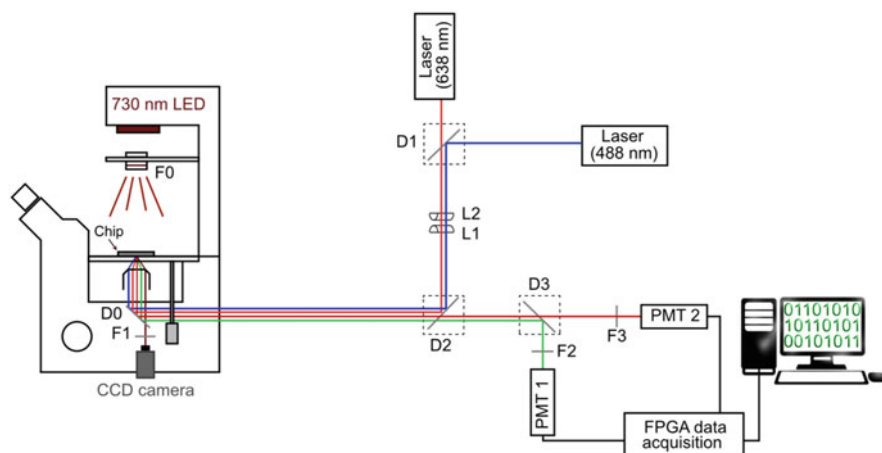 Laser
(638 nm)
730 nm LED
D1
Laser
(488 nm)
F0
L2
L1
Chip
D0
D3
F1
D2
F3
PMT 2
F2
CCD camera
PMT 1
FPGA data
acquisition
01101010
10110101
00101011